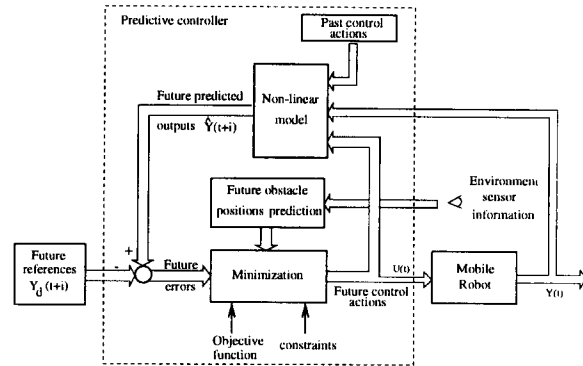 Predictive controller
Past control
actions
Future predicted
outputs Ŷ(t+i)
Non-linear
model
Future obstacle
positions prediction
Environment
sensor
information
Future
references
Y_d (t+i)
-
+
Future
errors
Minimization
U(t)
Future control
actions
Mobile
Robot
Y(t)
Objective
function
constraints